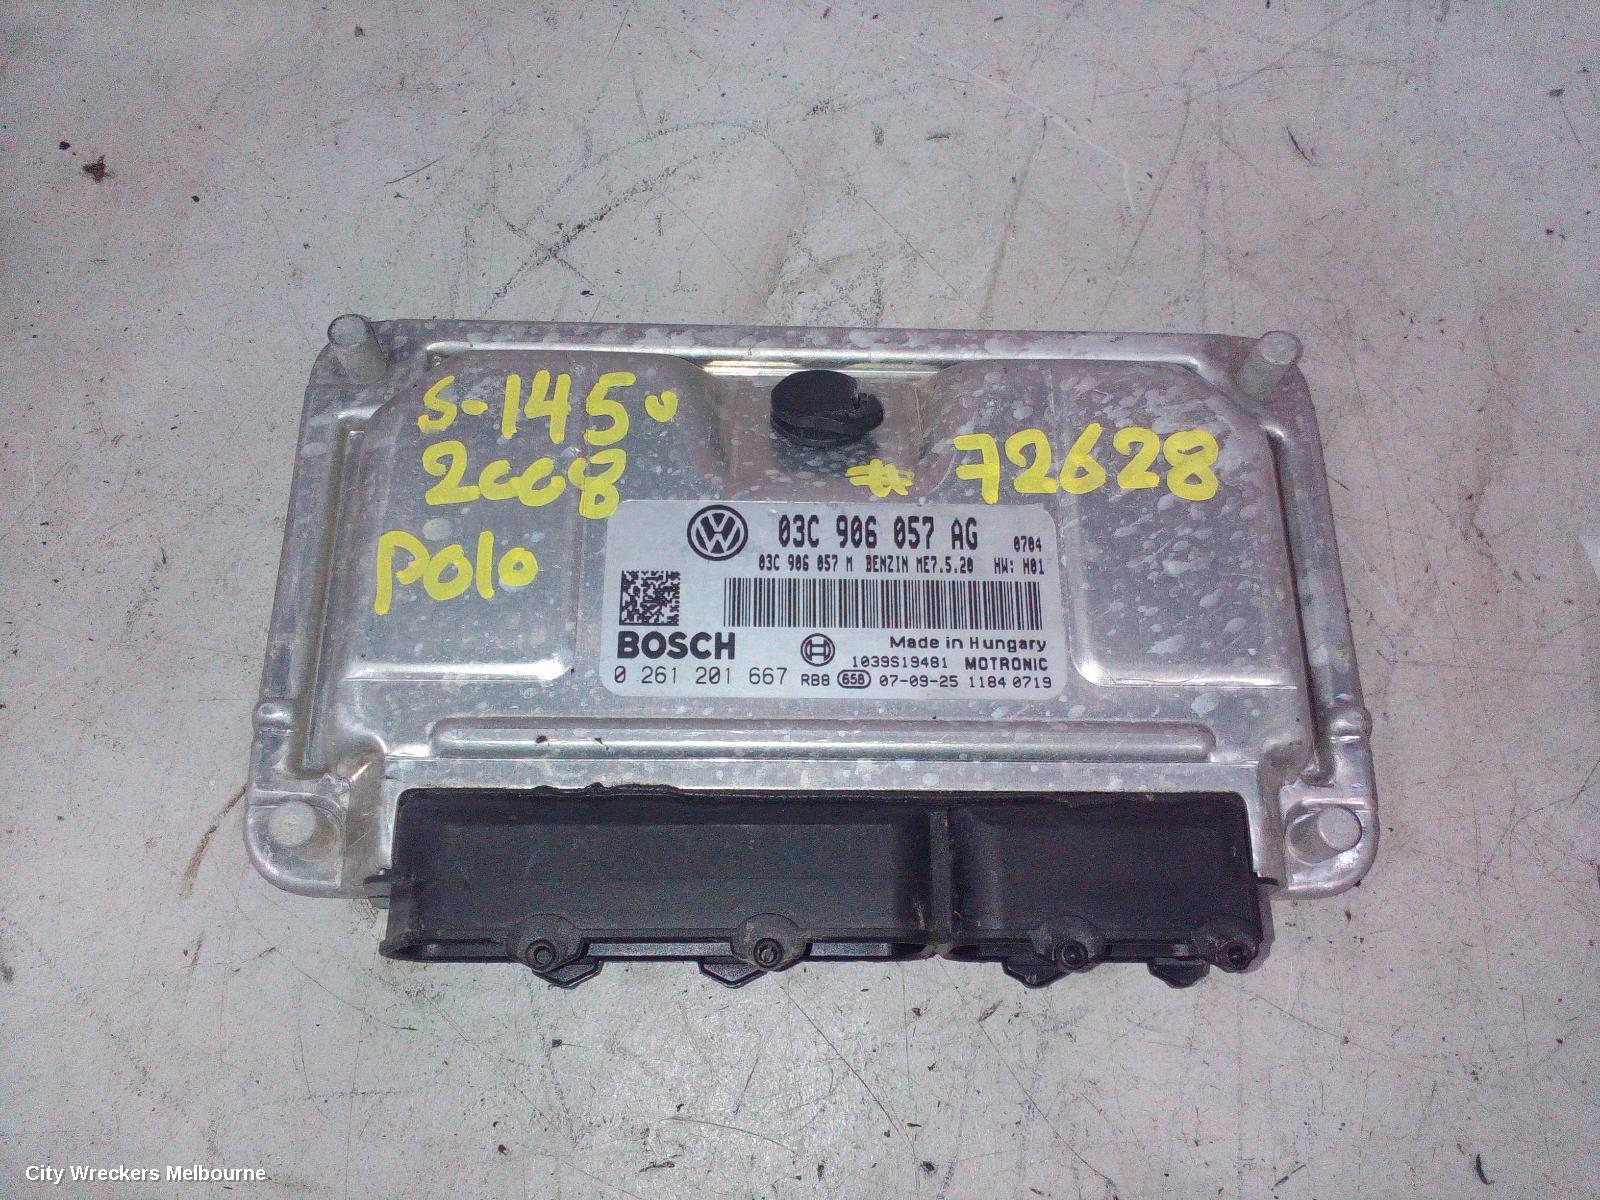 S-1450
2008
# 72628
Polo
03C 906 057 AG 0704
03C 906 057 M BENZIN ME7.5.20 HW: H01
BOSCH
Made in Hungary
1039S19481 MOTRONIC
0 261 201 667 RB8 658 07-09-25 1184 0719
City Wreckers Melbourne